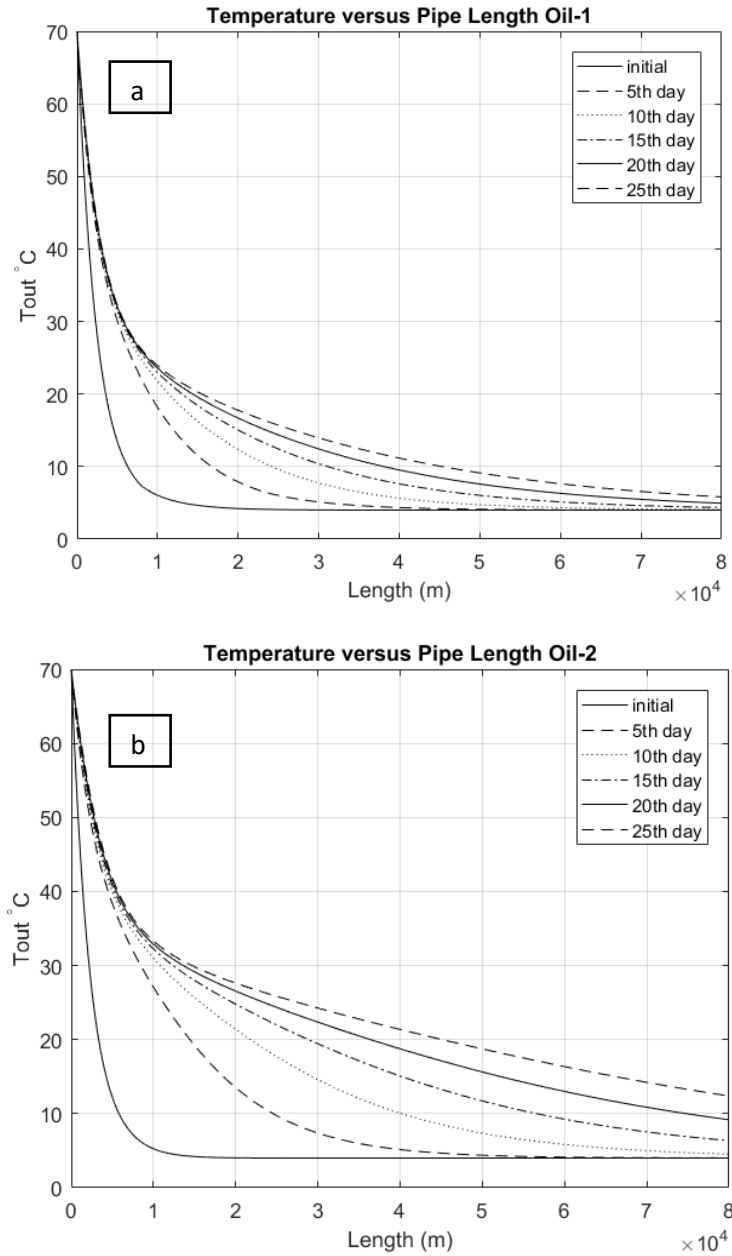 Temperature versus Pipe Length Oil-1
70
60
50
40
30
20
10
0
Tout °C
a
initial
5th day
10th day
15th day
20th day
25th day
0 1 2 3 4 5 6 7 8
Length (m)
×10^4
Temperature versus Pipe Length Oil-2
70
60
50
40
30
20
10
0
Tout °C
b
initial
5th day
10th day
15th day
20th day
25th day
0 1 2 3 4 5 6 7 8
Length (m)
×10^4